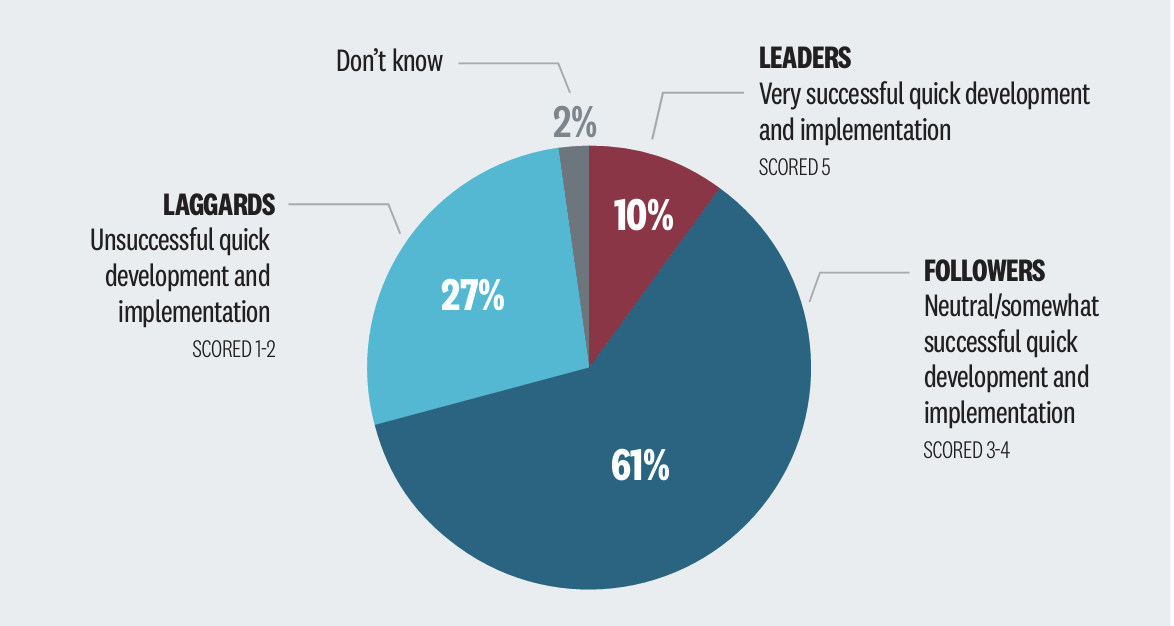 Don’t know
2%
LEADERS
Very successful quick development
and implementation
SCORED 5
10%
LAGGARDS
Unsuccessful quick
development and
implementation
SCORED 1-2
27%
FOLLOWERS
Neutral/somewhat
successful quick
development and
implementation
SCORED 3-4
61%